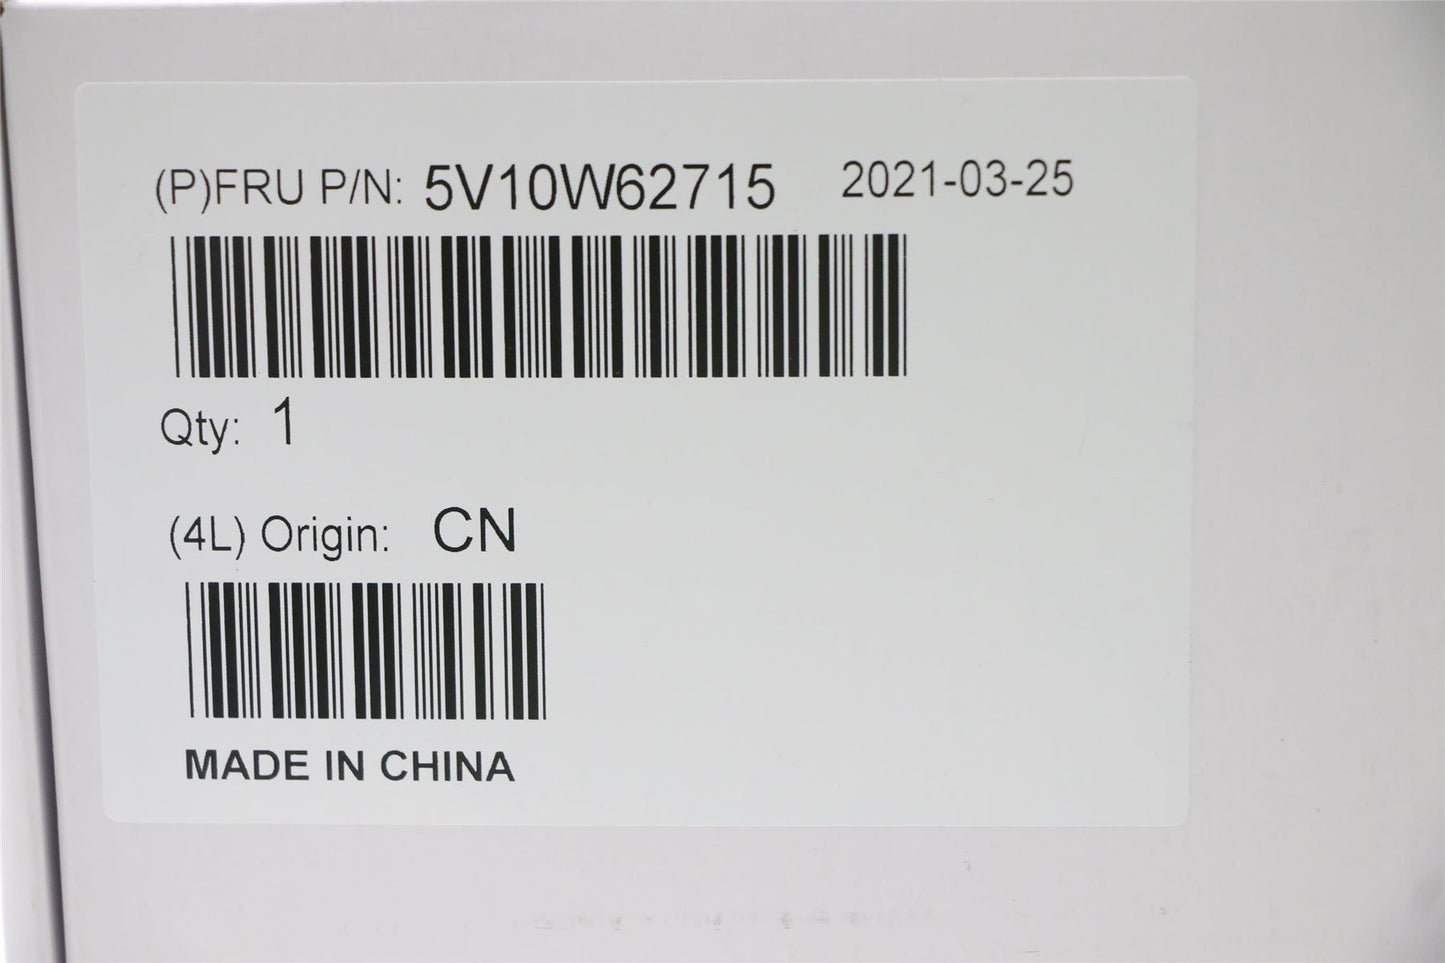 (P)FRU P/N: 5V10W62715 2021-03-25
Qty: 1
(4L) Origin: CN
MADE IN CHINA